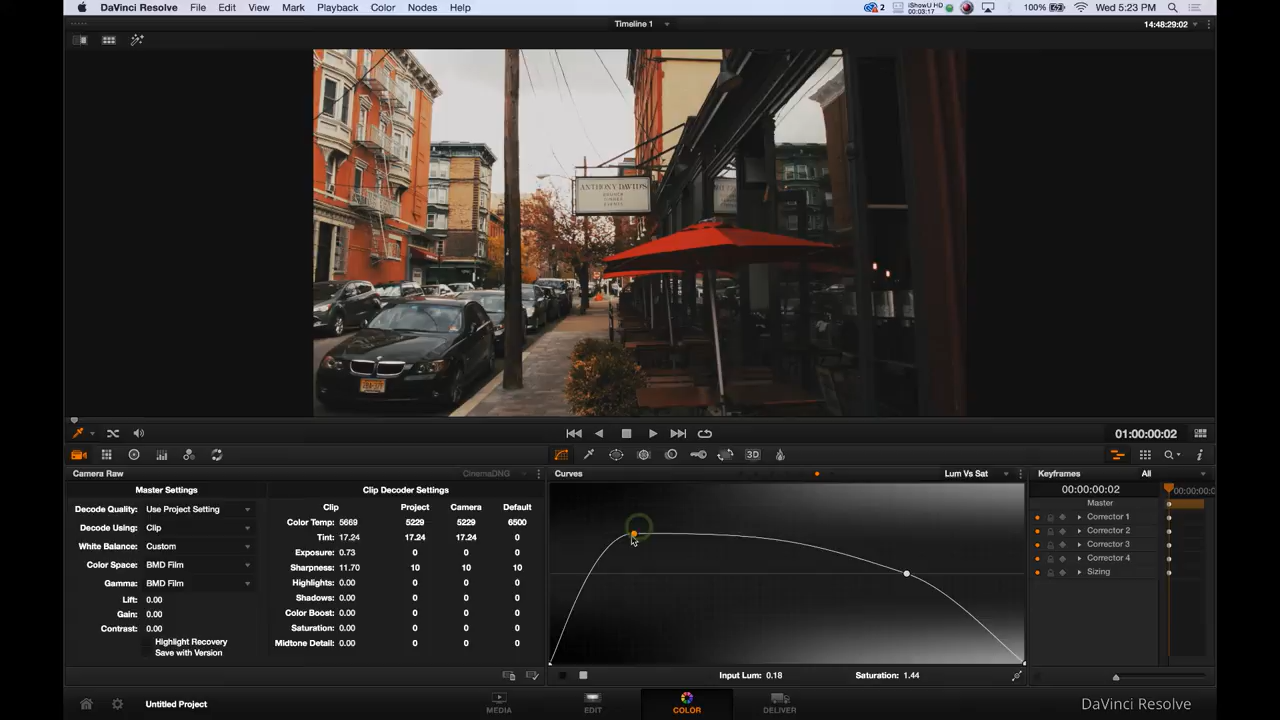 DaVinci Resolve File Edit View Mark Playback Color Nodes Help 2 iShowU HD 00:03:17 100% Wed 5:23 PM
Timeline 1 14:48:29:02
ANTHONY DAVID'S
01:00:00:02
3D
Camera Raw CinemaDNG Curves Lum Vs Sat Keyframes All
Master Settings Clip Decoder Settings 00:00:00:02
Clip Project Camera Default
Master
Decode Quality: Use Project Setting
Color Temp: 5669 5229 5229 6500
Corrector 1
Decode Using: Clip
Tint: 17.24 17.24 17.24 0
Corrector 2
White Balance: Custom
Exposure: 0.73 0 0 0
Corrector 3
Color Space: BMD Film
Sharpness: 11.70 10 10 10
Corrector 4
Gamma: BMD Film
Highlights: 0.00 0 0 0
Sizing
Lift: 0.00
Shadows: 0.00 0 0 0
Gain: 0.00
Color Boost: 0.00 0 0 0
Contrast: 0.00
Saturation: 0.00 0 0 0
Highlight Recovery
Midtone Detail: 0.00 0 0 0
Save with Version
Input Lum: 0.18 Saturation: 1.44
Untitled Project MEDIA EDIT COLOR DELIVER DaVinci Resolve